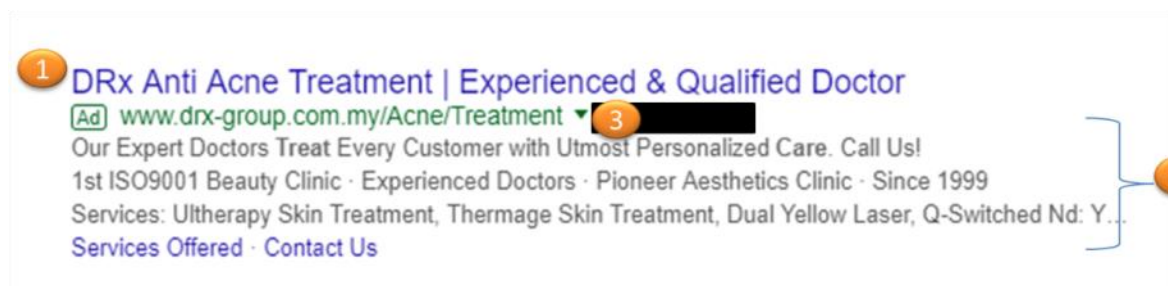 1
DRx Anti Acne Treatment | Experienced & Qualified Doctor
Ad www.drx-group.com.my/Acne/Treatment 3
Our Expert Doctors Treat Every Customer with Utmost Personalized Care. Call Us!
1st ISO9001 Beauty Clinic · Experienced Doctors · Pioneer Aesthetics Clinic · Since 1999
Services: Ultherapy Skin Treatment, Thermage Skin Treatment, Dual Yellow Laser, Q-Switched Nd: Y...
Services Offered · Contact Us